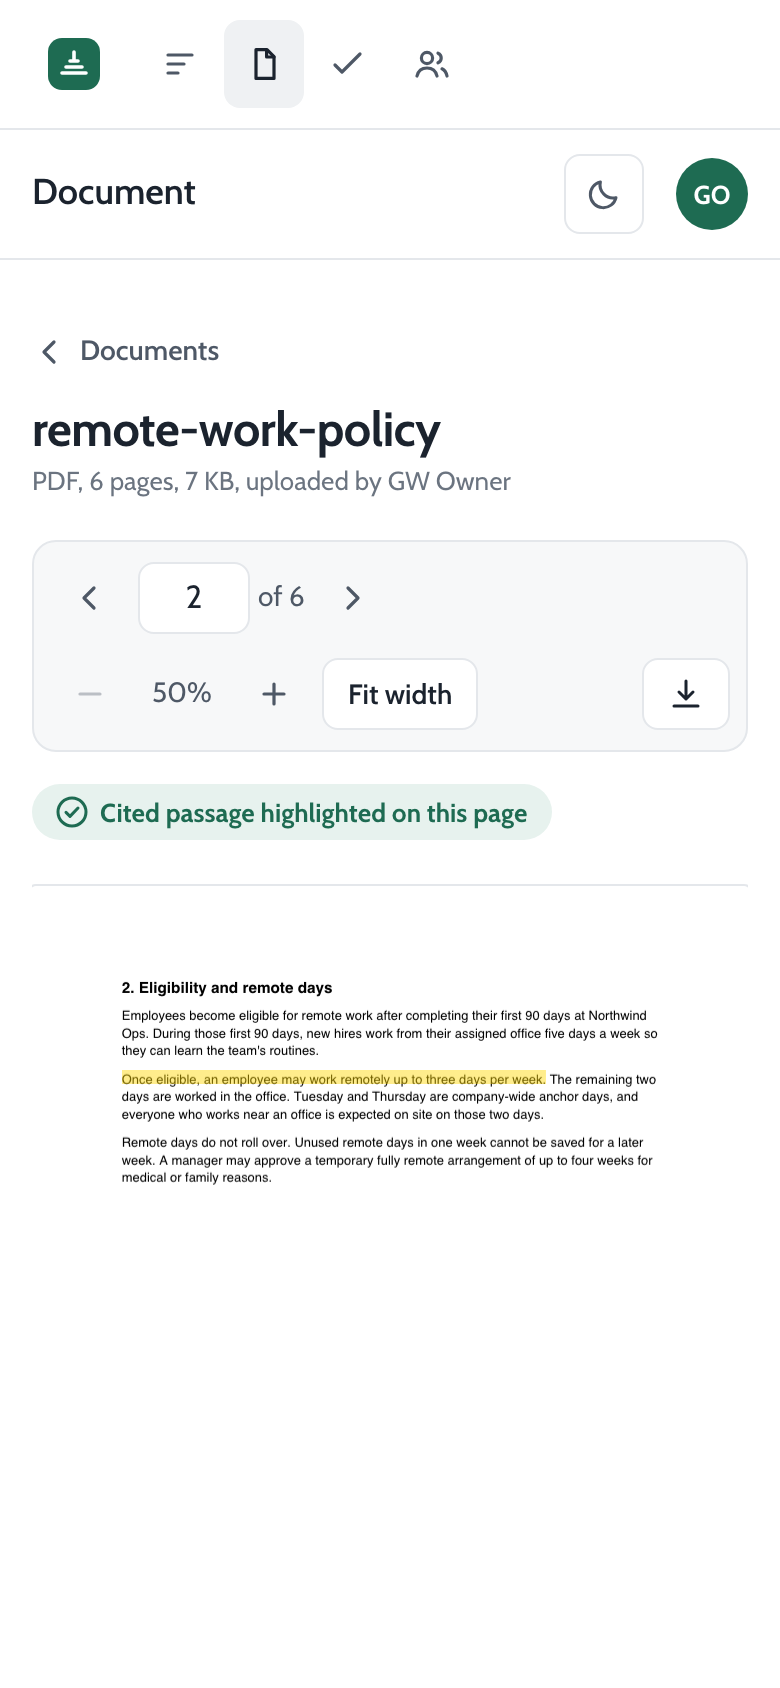 Document
GO
Documents
remote-work-policy
PDF, 6 pages, 7 KB, uploaded by GW Owner
2 of 6
50% Fit width
Cited passage highlighted on this page
2. Eligibility and remote days
Employees become eligible for remote work after completing their first 90 days at Northwind
Ops. During those first 90 days, new hires work from their assigned office five days a week so
they can learn the team's routines.
Once eligible, an employee may work remotely up to three days per week. The remaining two
days are worked in the office. Tuesday and Thursday are company-wide anchor days, and
everyone who works near an office is expected on site on those two days.
Remote days do not roll over. Unused remote days in one week cannot be saved for a later
week. A manager may approve a temporary fully remote arrangement of up to four weeks for
medical or family reasons.